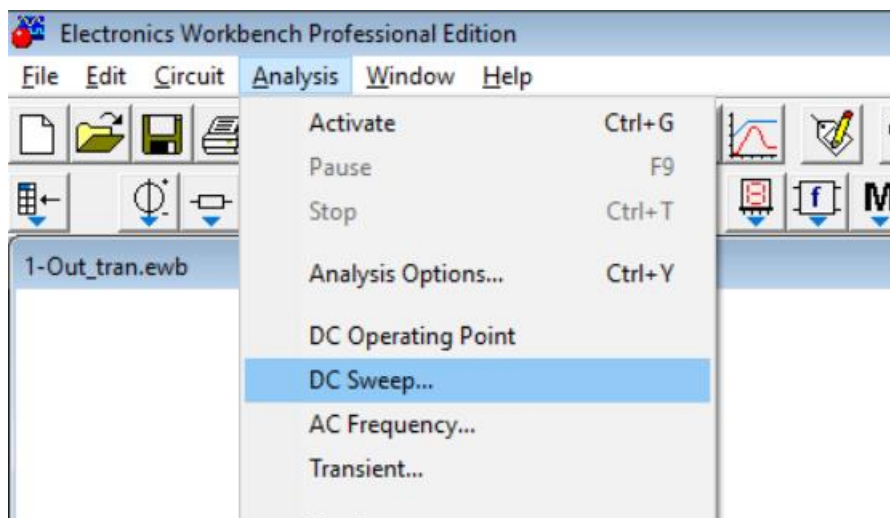 Electronics Workbench Professional Edition
File Edit Circuit Analysis Window Help
Activate Ctrl+G
Pause F9
Stop Ctrl+T
1-Out_tran.ewb
Analysis Options... Ctrl+Y
DC Operating Point
DC Sweep...
AC Frequency...
Transient...